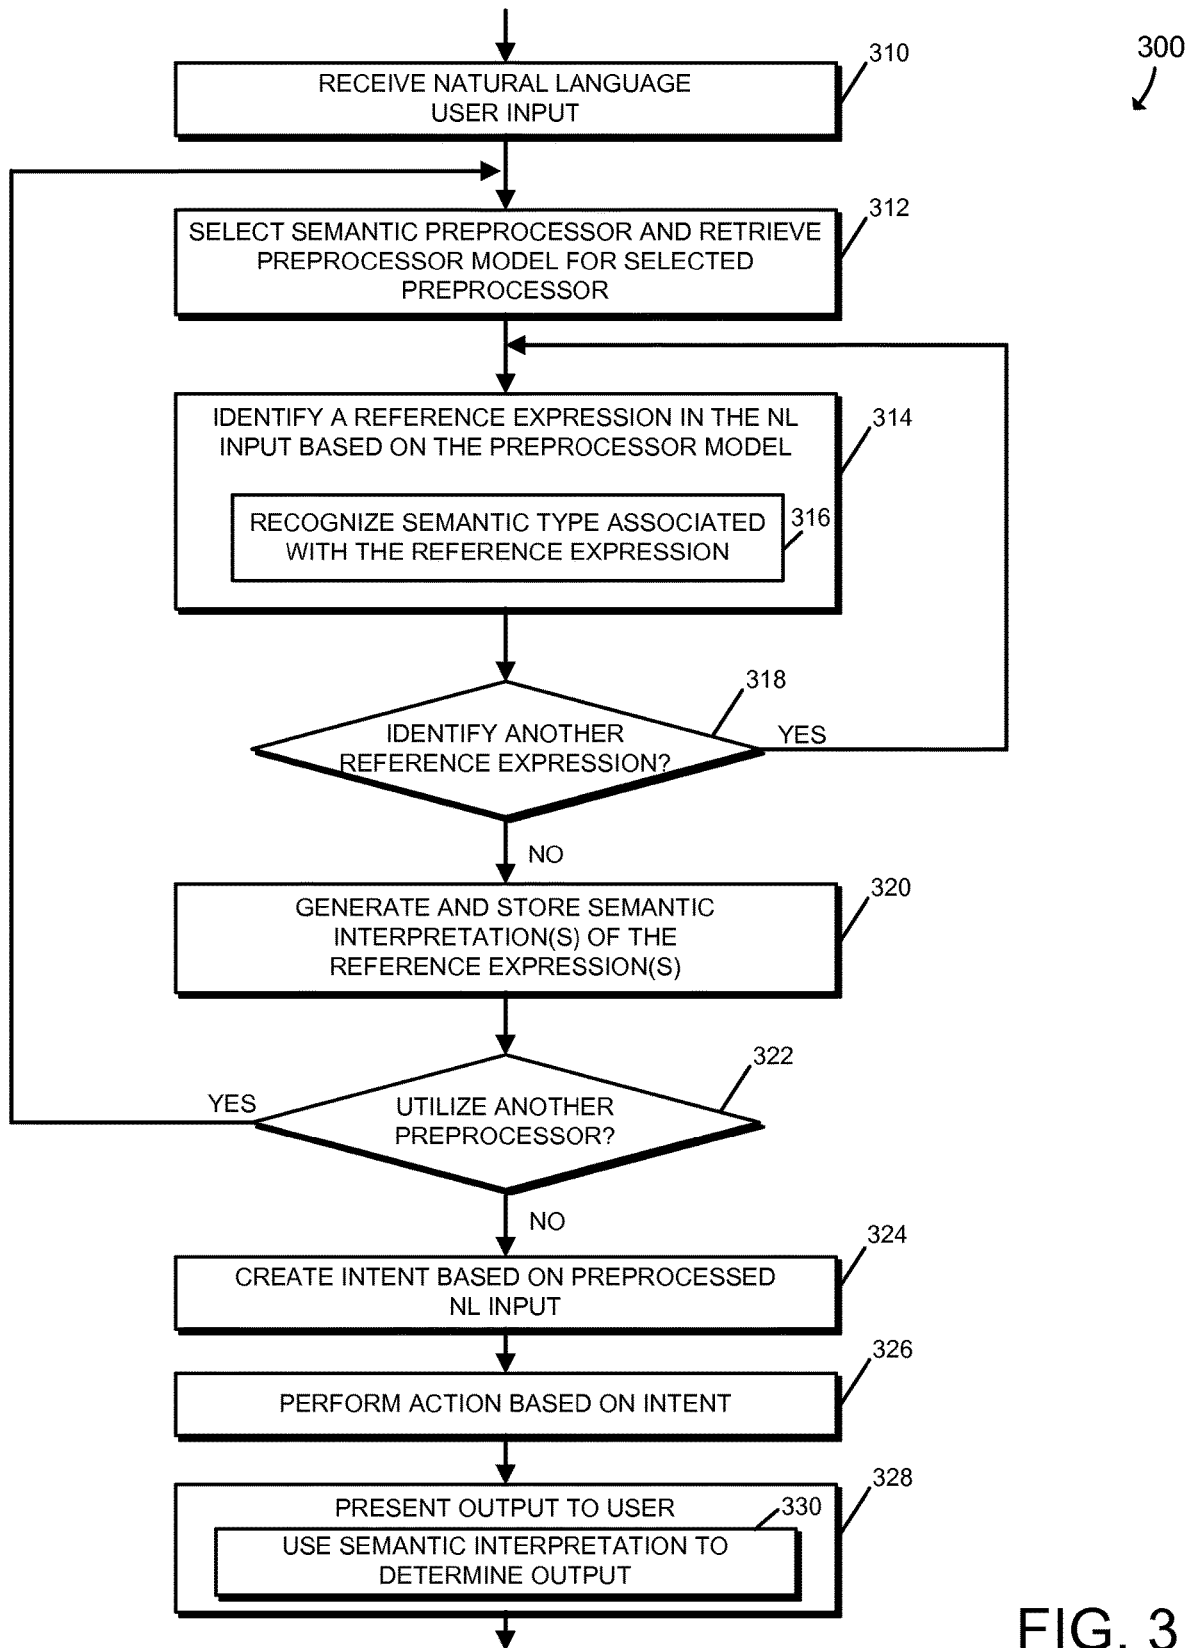 300
310
RECEIVE NATURAL LANGUAGE
USER INPUT
312
SELECT SEMANTIC PREPROCESSOR AND RETRIEVE
PREPROCESSOR MODEL FOR SELECTED
PREPROCESSOR
314
IDENTIFY A REFERENCE EXPRESSION IN THE NL
INPUT BASED ON THE PREPROCESSOR MODEL
316
RECOGNIZE SEMANTIC TYPE ASSOCIATED
WITH THE REFERENCE EXPRESSION
318
IDENTIFY ANOTHER
REFERENCE EXPRESSION?
YES
NO
320
GENERATE AND STORE SEMANTIC
INTERPRETATION(S) OF THE
REFERENCE EXPRESSION(S)
322
YES
UTILIZE ANOTHER
PREPROCESSOR?
NO
324
CREATE INTENT BASED ON PREPROCESSED
NL INPUT
326
PERFORM ACTION BASED ON INTENT
328
PRESENT OUTPUT TO USER
330
USE SEMANTIC INTERPRETATION TO
DETERMINE OUTPUT
FIG. 3